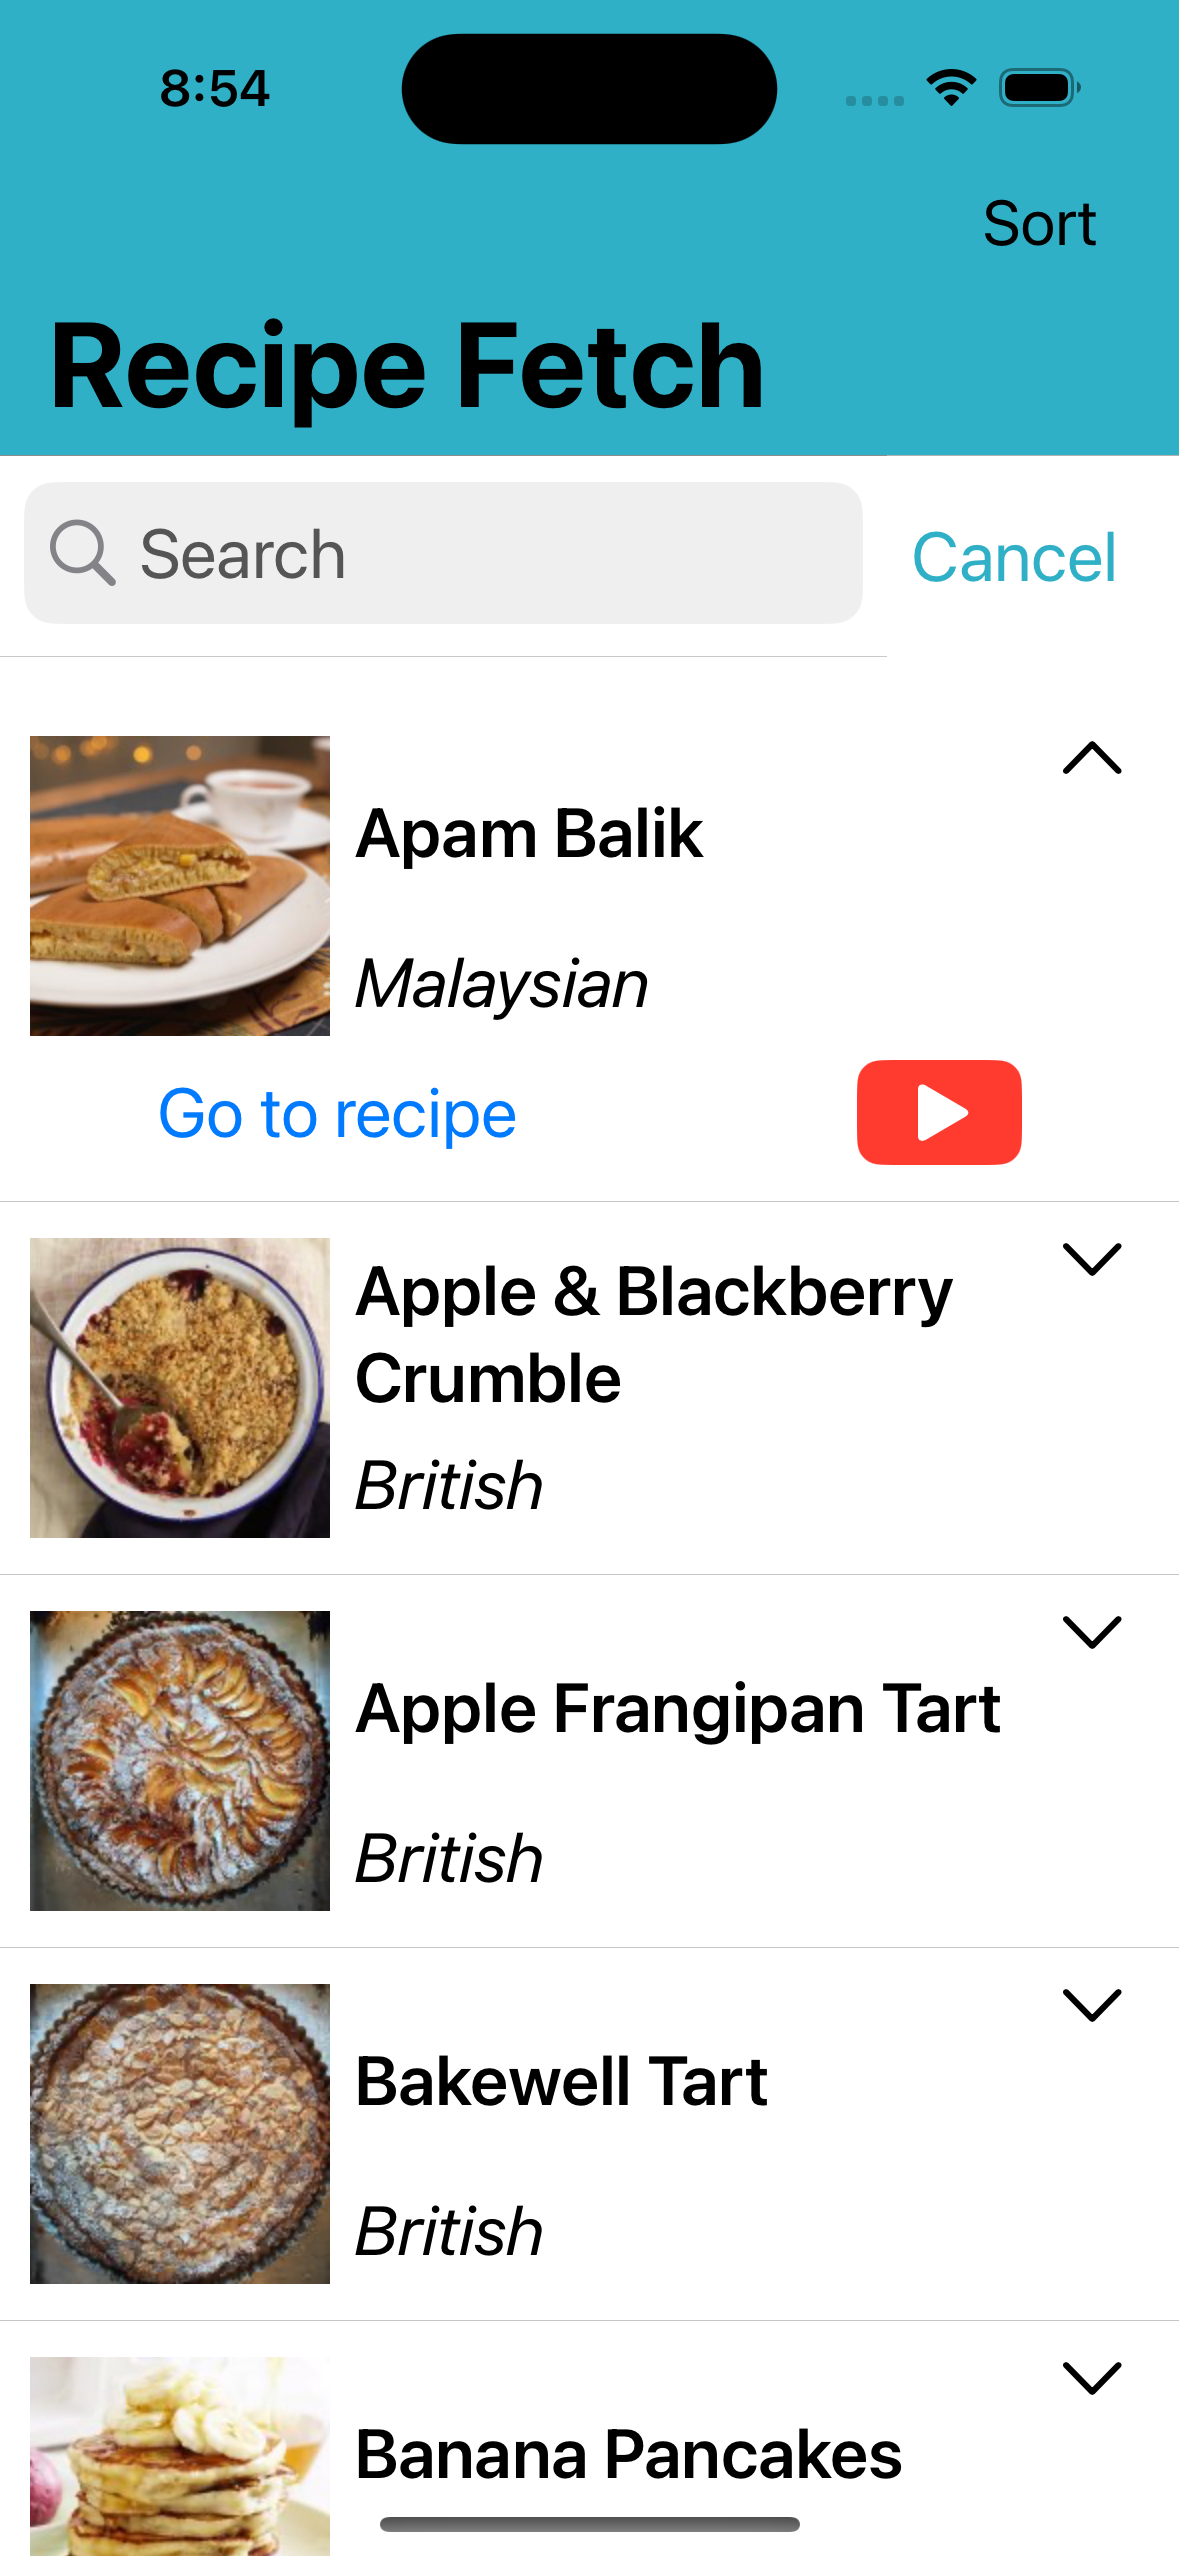 8:54
Sort
Recipe Fetch
Search
Cancel
Apam Balik
Malaysian
Go to recipe
Apple & Blackberry
Crumble
British
Apple Frangipan Tart
British
Bakewell Tart
British
Banana Pancakes